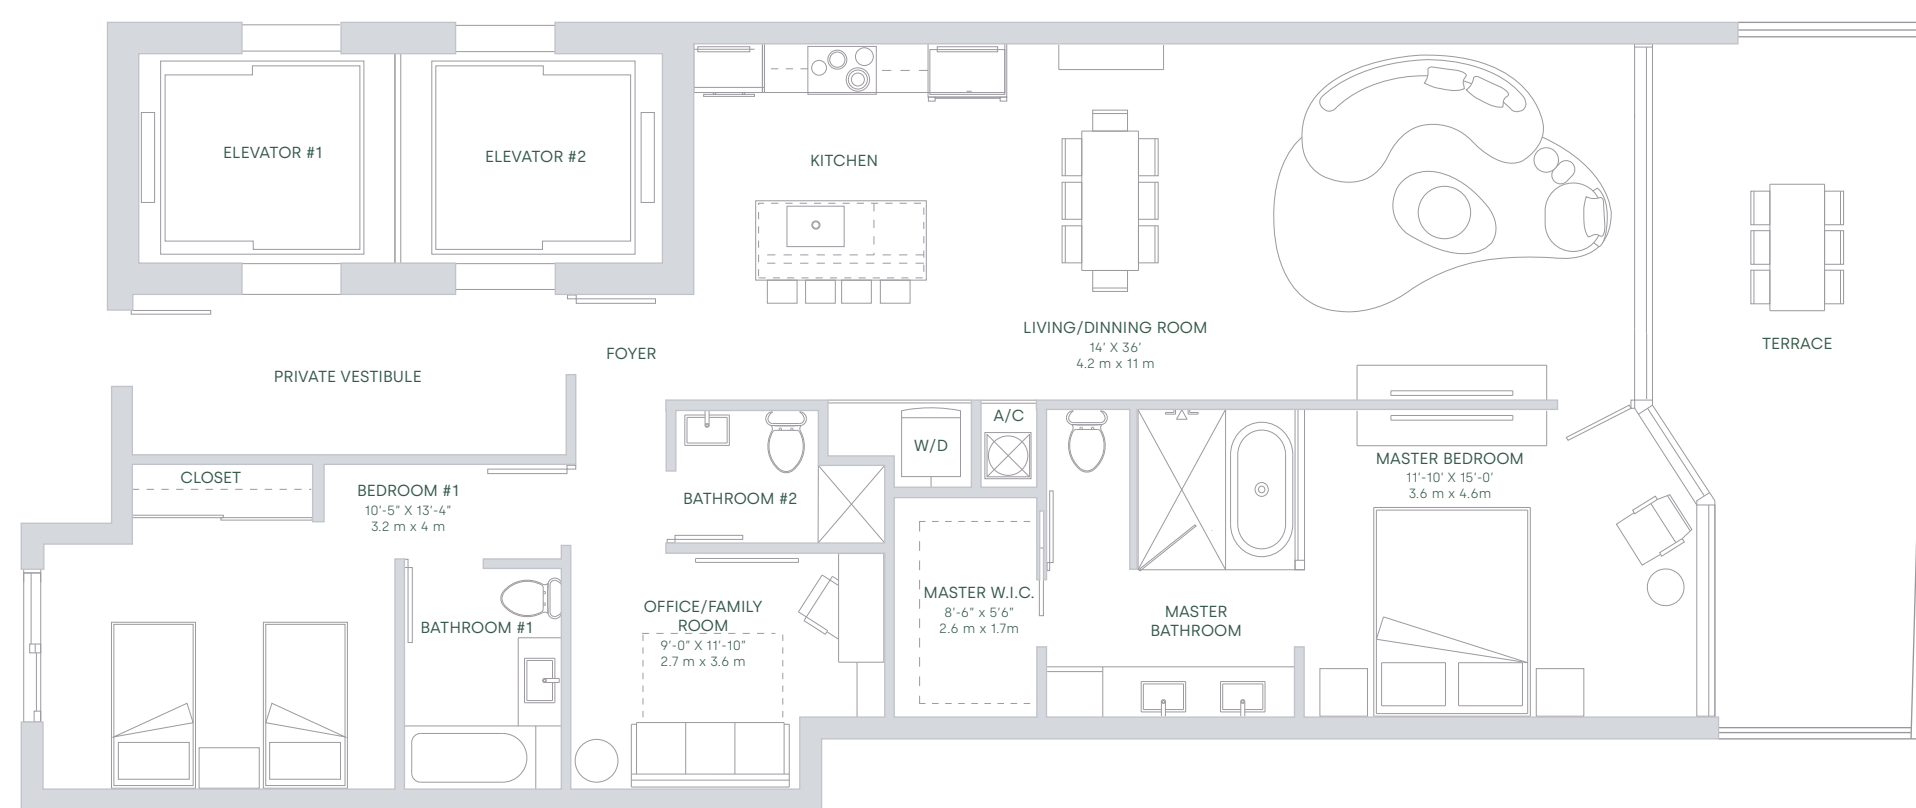 ELEVATOR #1
ELEVATOR #2
KITCHEN
LIVING/DINNING ROOM
14' X 36'
4.2 m x 11 m
TERRACE
FOYER
PRIVATE VESTIBULE
A/C
W/D
CLOSET
BEDROOM #1
10'-5" X 13'-4"
3.2 m x 4 m
BATHROOM #2
MASTER BEDROOM
11'-10' X 15'-0'
3.6 m x 4.6m
BATHROOM #1
OFFICE/FAMILY
ROOM
9'-0" X 11'-10"
2.7 m x 3.6 m
MASTER W.I.C.
8'-6" x 5'6"
2.6 m x 1.7m
MASTER
BATHROOM